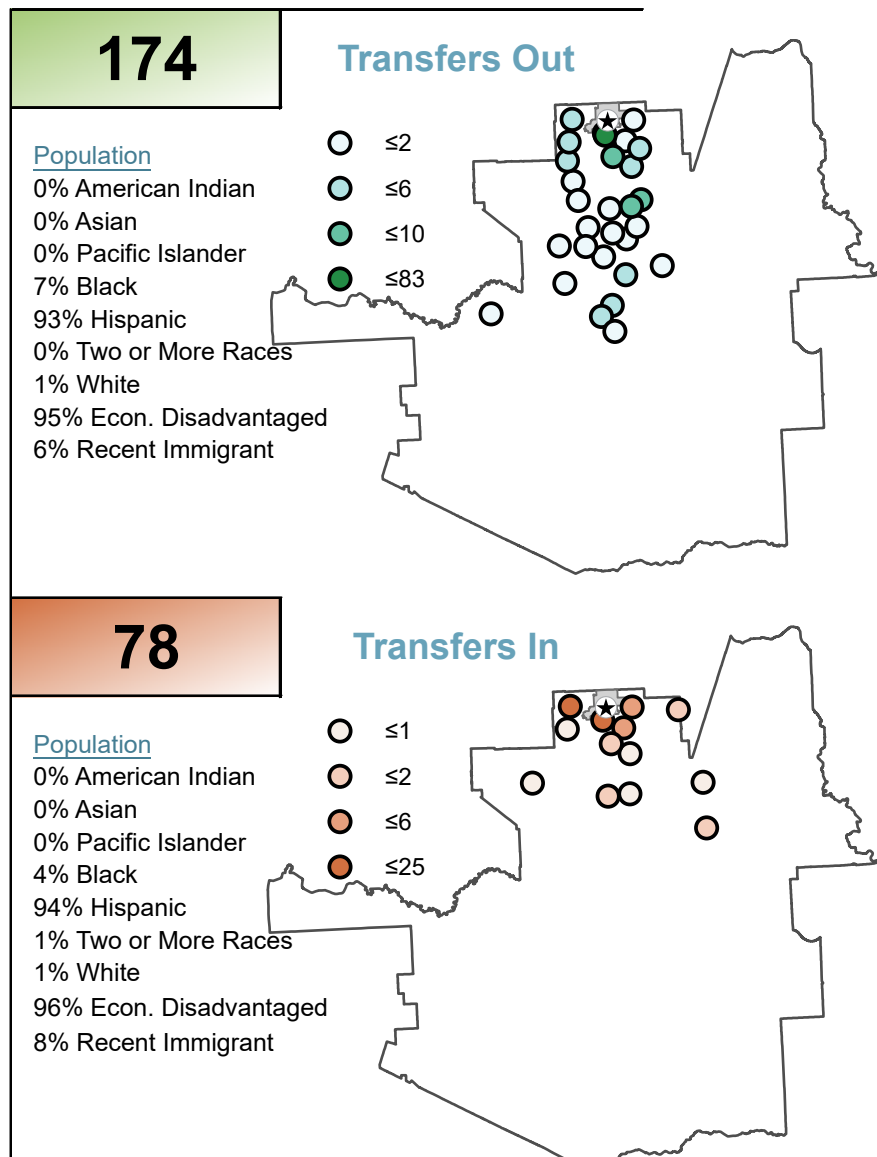 174
Transfers Out
Population
0% American Indian
0% Asian
0% Pacific Islander
7% Black
93% Hispanic
0% Two or More Races
1% White
95% Econ. Disadvantaged
6% Recent Immigrant
≤2
≤6
≤10
≤83
78
Transfers In
Population
0% American Indian
0% Asian
0% Pacific Islander
4% Black
94% Hispanic
1% Two or More Races
1% White
96% Econ. Disadvantaged
8% Recent Immigrant
≤1
≤2
≤6
≤25